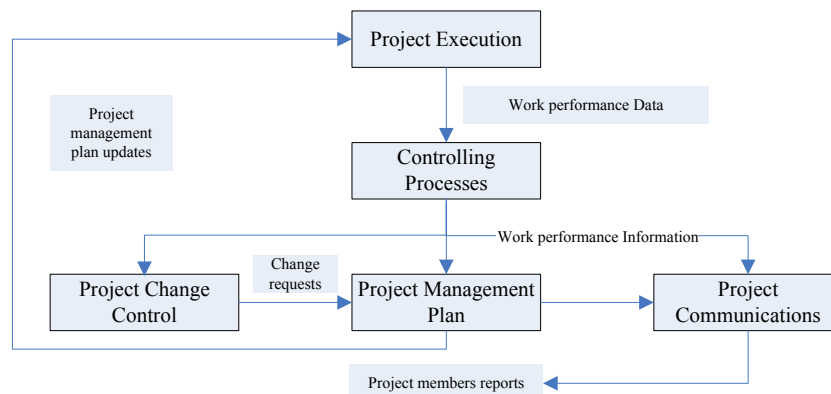 Project Execution
Work performance Data
Project
management
plan updates
Controlling
Processes
Work performance Information
Change
requests
Project Change
Control
Project Management
Plan
Project
Communications
Project members reports